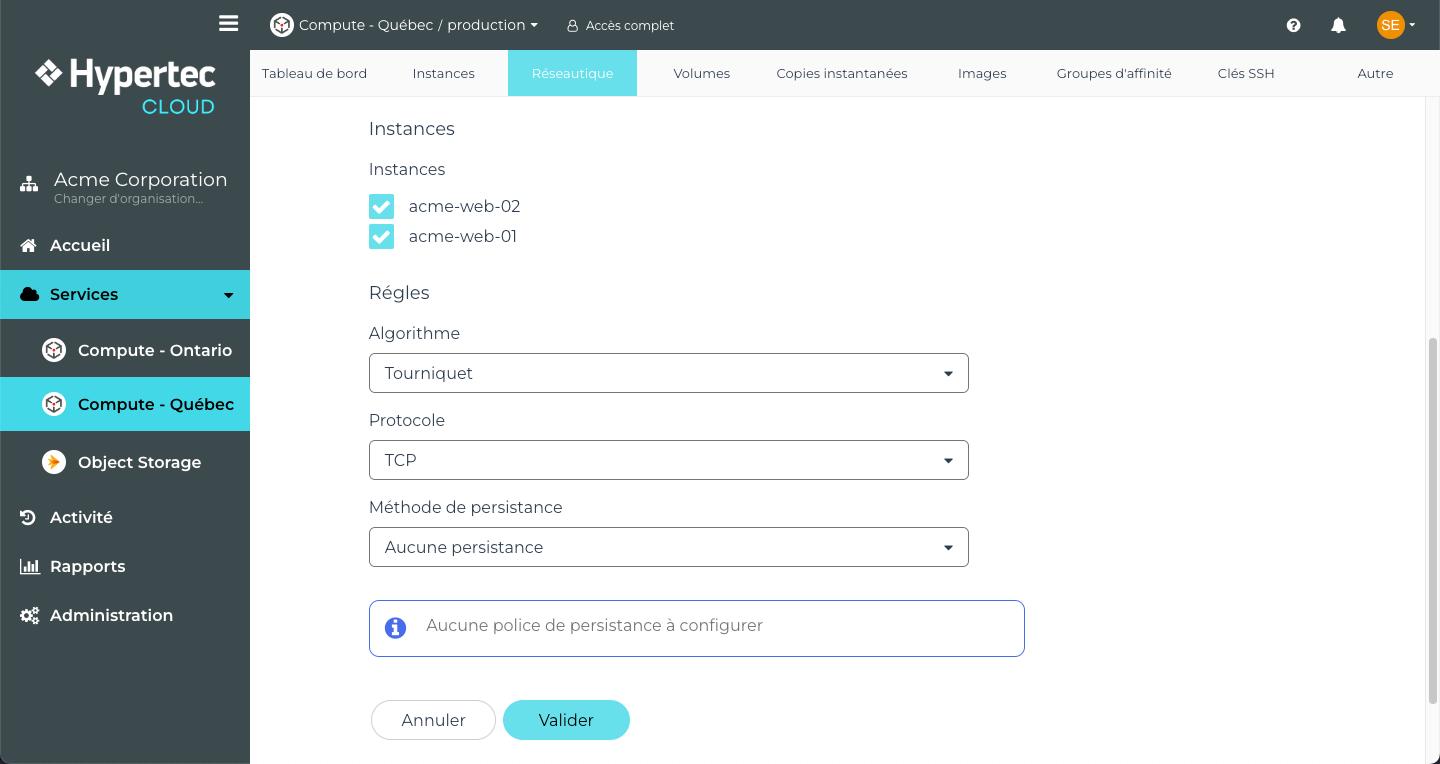 Compute - Québec / production
Accès complet
SE
Hypertec
CLOUD
Tableau de bord
Instances
Réseautique
Volumes
Copies instantanées
Images
Groupes d'affinité
Clés SSH
Autre
Acme Corporation
Changer d'organisation...
Accueil
Services
Compute - Ontario
Compute - Québec
Object Storage
Activité
Rapports
Administration
Instances
Instances
acme-web-02
acme-web-01
Régles
Algorithme
Tourniquet
Protocole
TCP
Méthode de persistance
Aucune persistance
Aucune police de persistance à configurer
Annuler
Valider